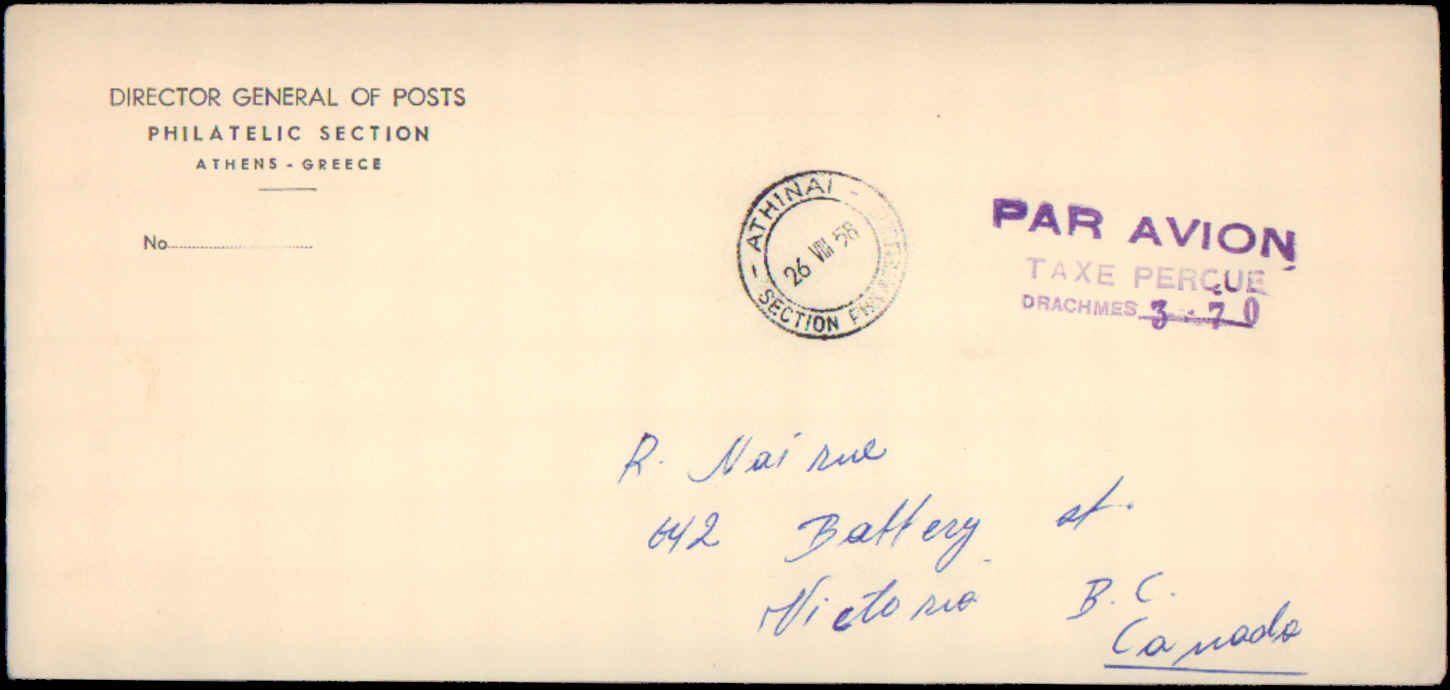 DIRECTOR GENERAL OF POSTS
PHILATELIC SECTION
ATHENS - GREECE
No
- ATHINAI -
26 VIII 58
SECTION
PAR AVION
TAXE PERÇUE
DRACHMES 3.70
R. Nairne
642 Battery st.
Victoria B.C.
Canada